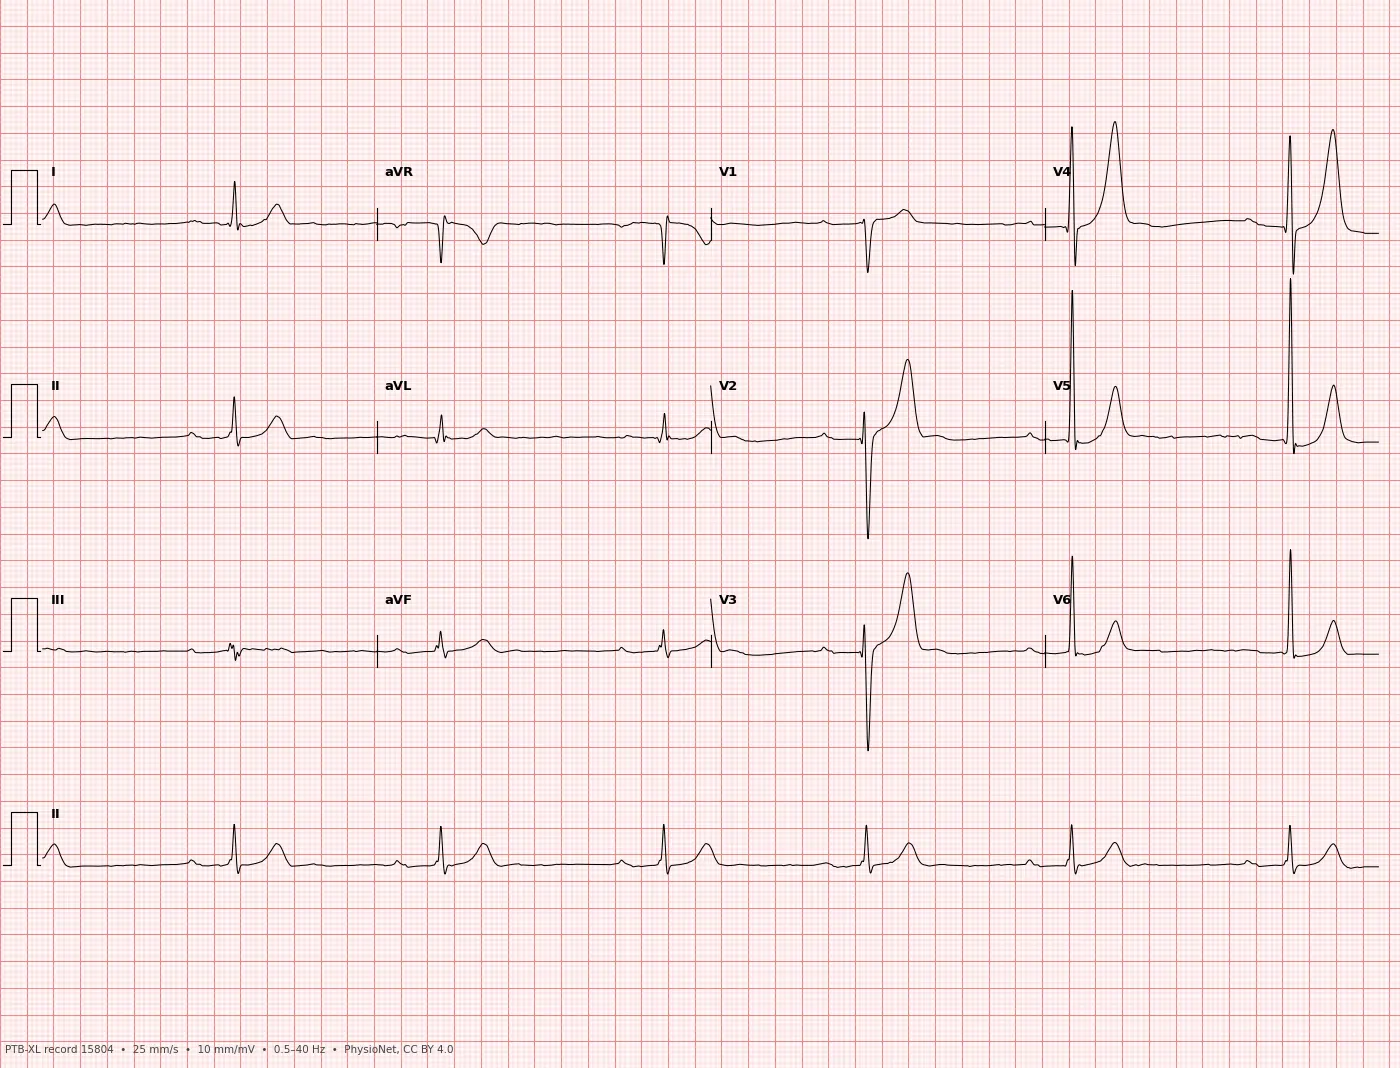 I aVR V1 V4
II aVL V2 V5
III aVF V3 V6
II
PTB-XL record 15804 • 25 mm/s • 10 mm/mV • 0.5–40 Hz • PhysioNet, CC BY 4.0